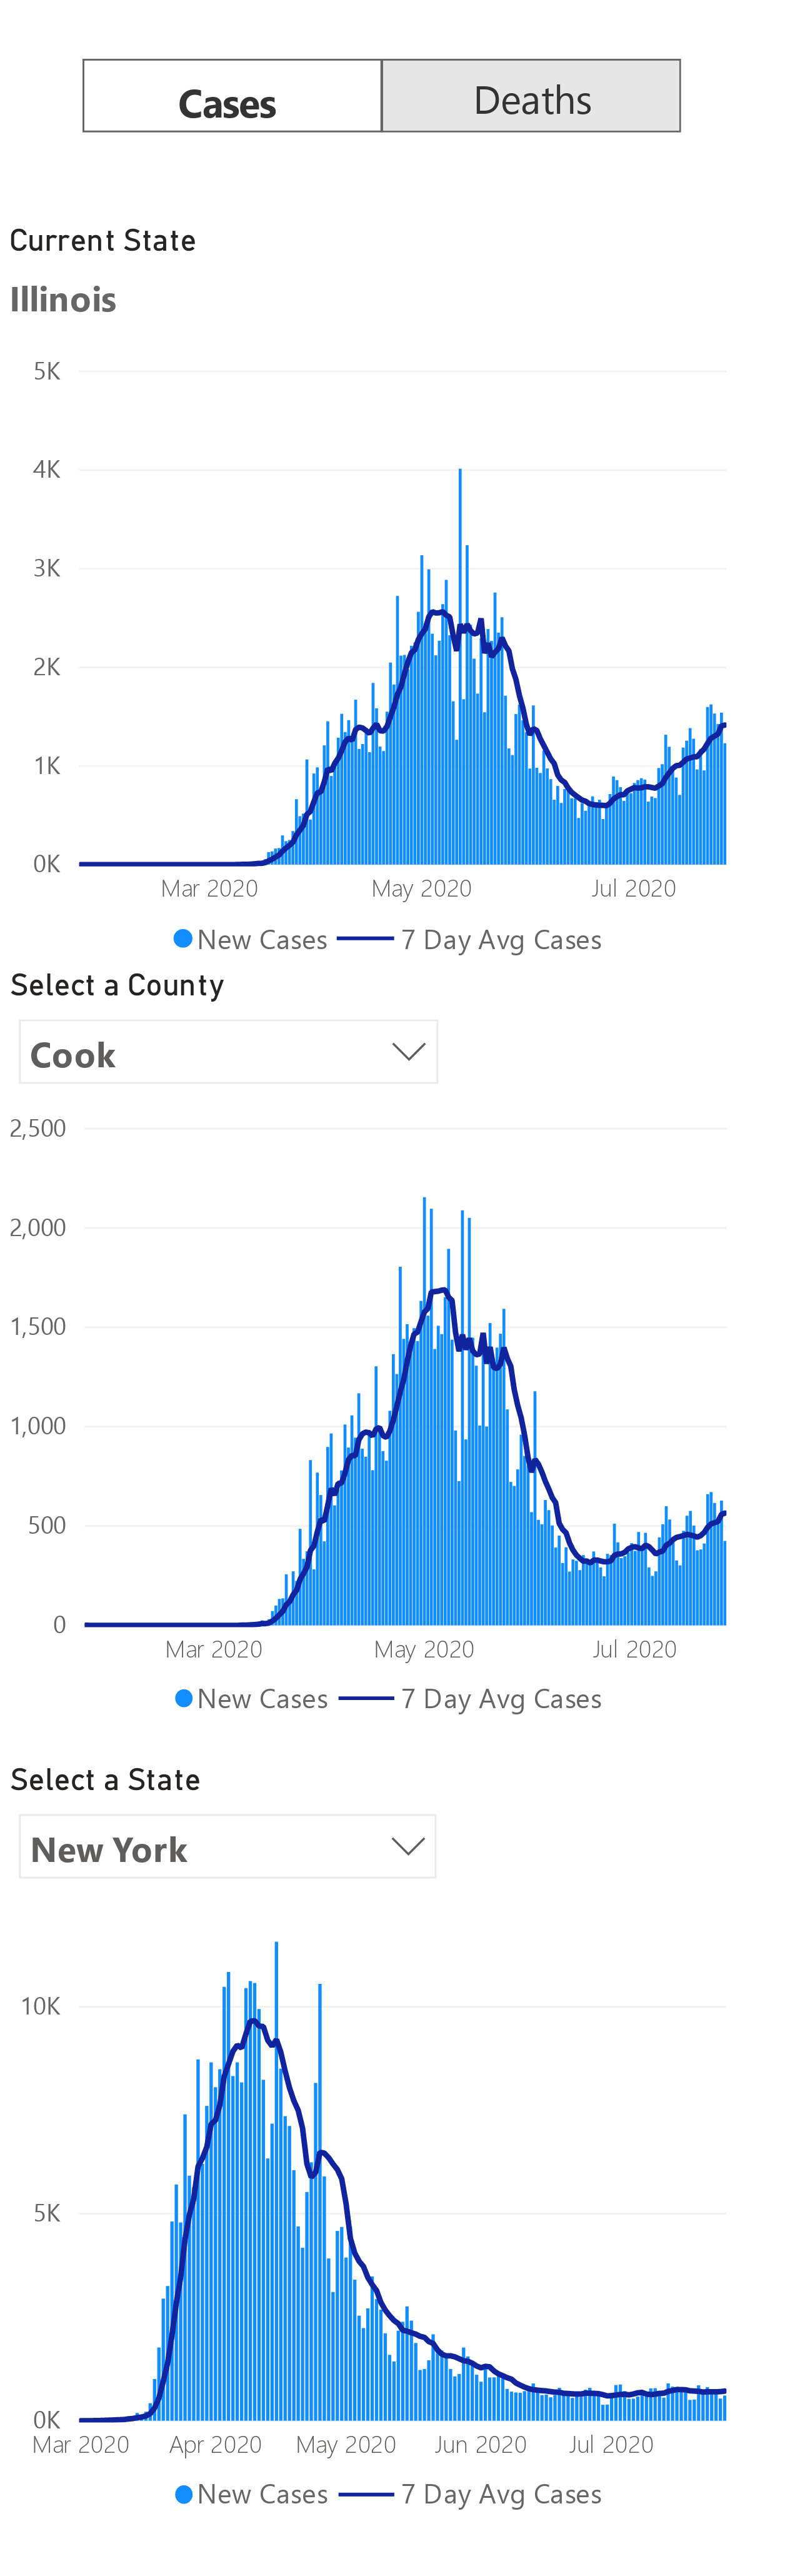 Cases Deaths
Current State
Illinois
5K
4K
3K
2K
1K
0K
Mar 2020 May 2020 Jul 2020
New Cases 7 Day Avg Cases
Select a County
Cook
2,500
2,000
1,500
1,000
500
0
Mar 2020 May 2020 Jul 2020
New Cases 7 Day Avg Cases
Select a State
New York
10K
5K
0K
Mar 2020 Apr 2020 May 2020 Jun 2020 Jul 2020
New Cases 7 Day Avg Cases